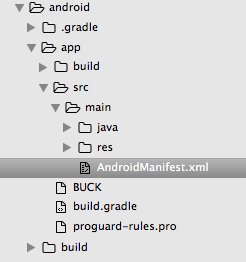 android
.gradle
app
build
src
main
java
res
AndroidManifest.xml
BUCK
build.gradle
proguard-rules.pro
build